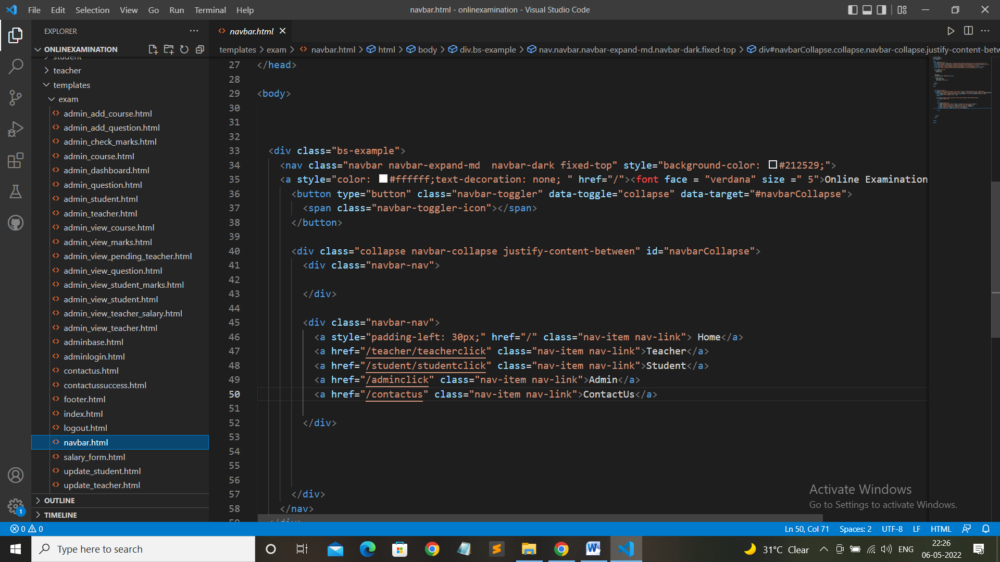 File Edit Selection View Go Run Terminal Help
navbar.html - onlinexamination - Visual Studio Code
EXPLORER
navbar.html
ONLINEXAMINATION
templates > exam > navbar.html > html > body > div.bs-example > nav.navbar.navbar-expand-md.navbar-dark.fixed-top > div#navbarCollapse.collapse.navbar-collapse.justify-content-betw
student
teacher
templates
exam
admin_add_course.html
admin_add_question.html
admin_check_marks.html
admin_course.html
admin_dashboard.html
admin_question.html
admin_student.html
admin_teacher.html
admin_view_course.html
admin_view_marks.html
admin_view_pending_teacher.html
admin_view_question.html
admin_view_student_marks.html
admin_view_student.html
admin_view_teacher_salary.html
admin_view_teacher.html
adminbase.html
adminlogin.html
contactus.html
contactussuccess.html
footer.html
index.html
logout.html
navbar.html
salary_form.html
update_student.html
update_teacher.html
OUTLINE
TIMELINE
27 </head>
28
29 <body>
30
31
32
33 <div class="bs-example">
34 <nav class="navbar navbar-expand-md  navbar-dark fixed-top" style="background-color: #212529;">
35 <a style="color: #ffffff;text-decoration: none; " href="/"><font face = "verdana" size =" 5">Online Examination
36 <button type="button" class="navbar-toggler" data-toggle="collapse" data-target="#navbarCollapse">
37 <span class="navbar-toggler-icon"></span>
38 </button>
39
40 <div class="collapse navbar-collapse justify-content-between" id="navbarCollapse">
41 <div class="navbar-nav">
42
43 </div>
44
45 <div class="navbar-nav">
46 <a style="padding-left: 30px;" href="/" class="nav-item nav-link"> Home</a>
47 <a href="/teacher/teacherclick" class="nav-item nav-link">Teacher</a>
48 <a href="/student/studentclick" class="nav-item nav-link">Student</a>
49 <a href="/adminclick" class="nav-item nav-link">Admin</a>
50 <a href="/contactus" class="nav-item nav-link">ContactUs</a>
51
52 </div>
53
54
55
56
57 </div>
58 </nav>
59 </div>
Activate Windows
Go to Settings to activate Windows.
1
0 0
Ln 50, Col 71 Spaces: 2 UTF-8 LF HTML
Type here to search
31°C Clear
ENG
22:26
06-05-2022